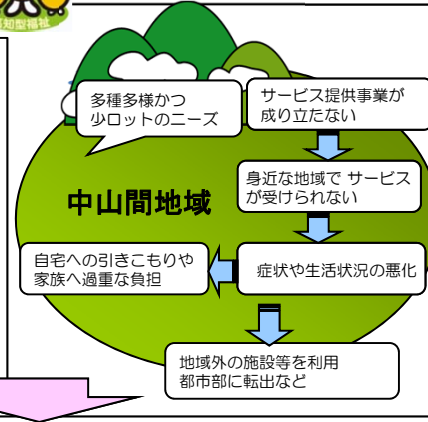 知型福祉
多種多様かつ
少ロットのニーズ
サービス提供事業が
成り立たない
中山間地域
身近な地域で サービス
が受けられない
自宅への引きこもりや
家族へ過重な負担
症状や生活状況の悪化
地域外の施設等を利用
都市部に転出など